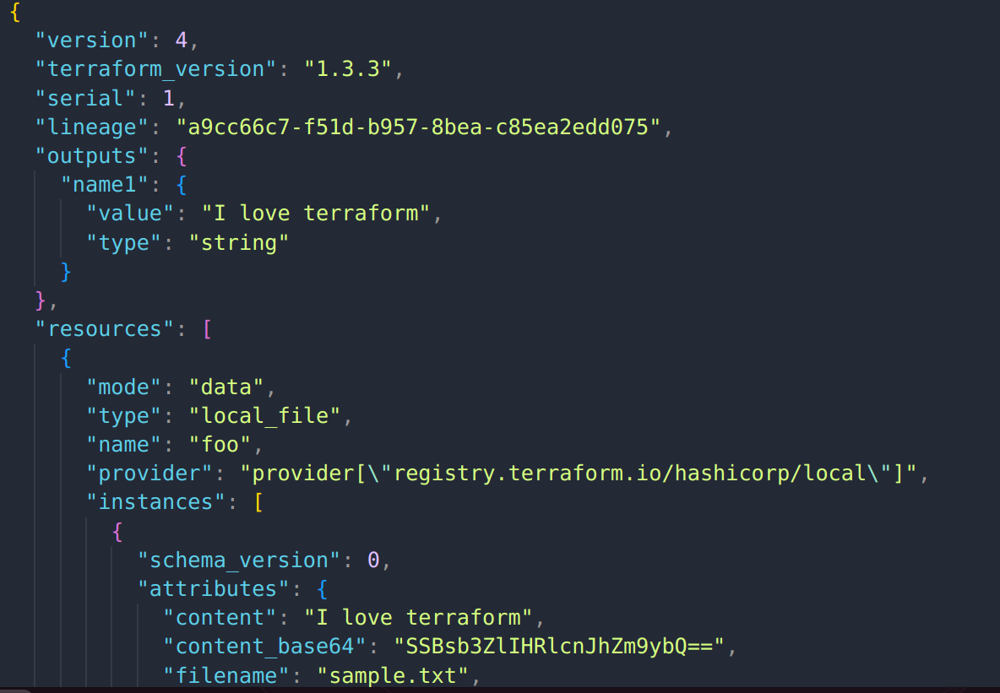 {
  "version": 4,
  "terraform_version": "1.3.3",
  "serial": 1,
  "lineage": "a9cc66c7-f51d-b957-8bea-c85ea2edd075",
  "outputs": {
    "name1": {
      "value": "I love terraform",
      "type": "string"
    }
  },
  "resources": [
    {
      "mode": "data",
      "type": "local_file",
      "name": "foo",
      "provider": "provider[\"registry.terraform.io/hashicorp/local\"]",
      "instances": [
        {
          "schema_version": 0,
          "attributes": {
            "content": "I love terraform",
            "content_base64": "SSBsb3ZlIHRlcnJhZm9ybQ==",
            "filename": "sample.txt",